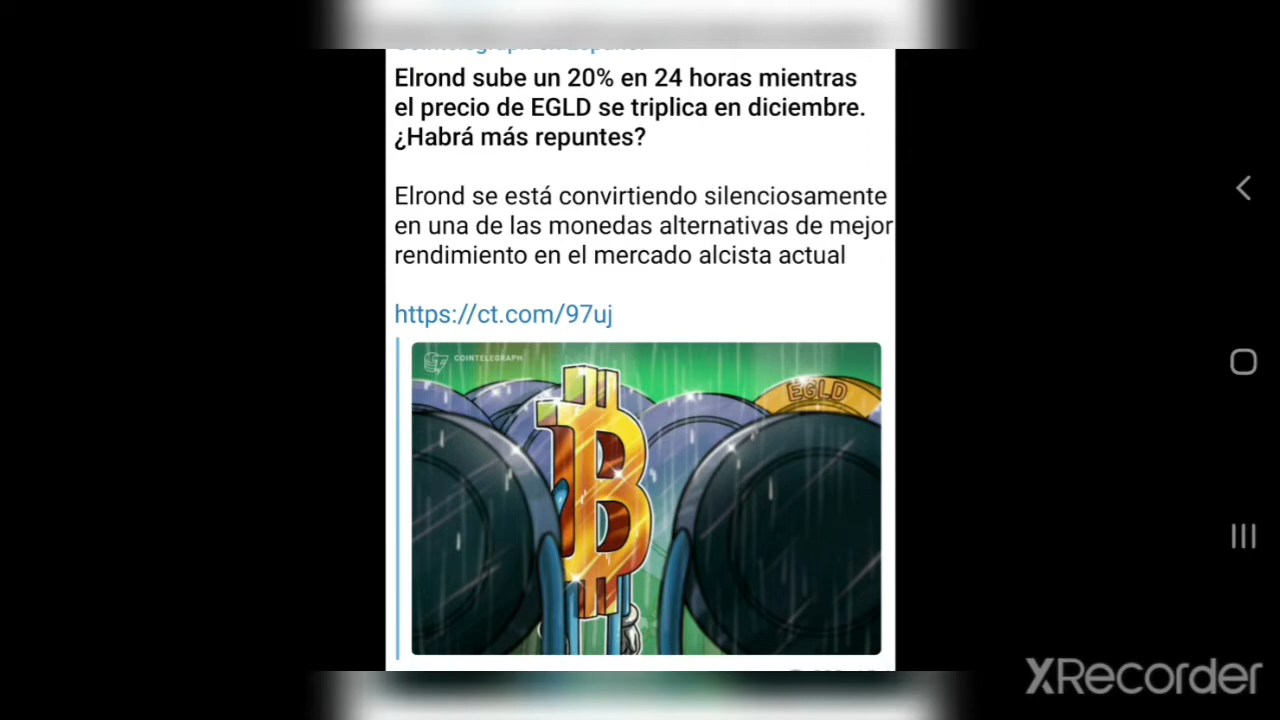 Elrond sube un 20% en 24 horas mientras
el precio de EGLD se triplica en diciembre.
¿Habrá más repuntes?
Elrond se está convirtiendo silenciosamente
en una de las monedas alternativas de mejor
rendimiento en el mercado alcista actual
https://ct.com/97uj
COINTELEGRAPH
EGLD
XRecorder